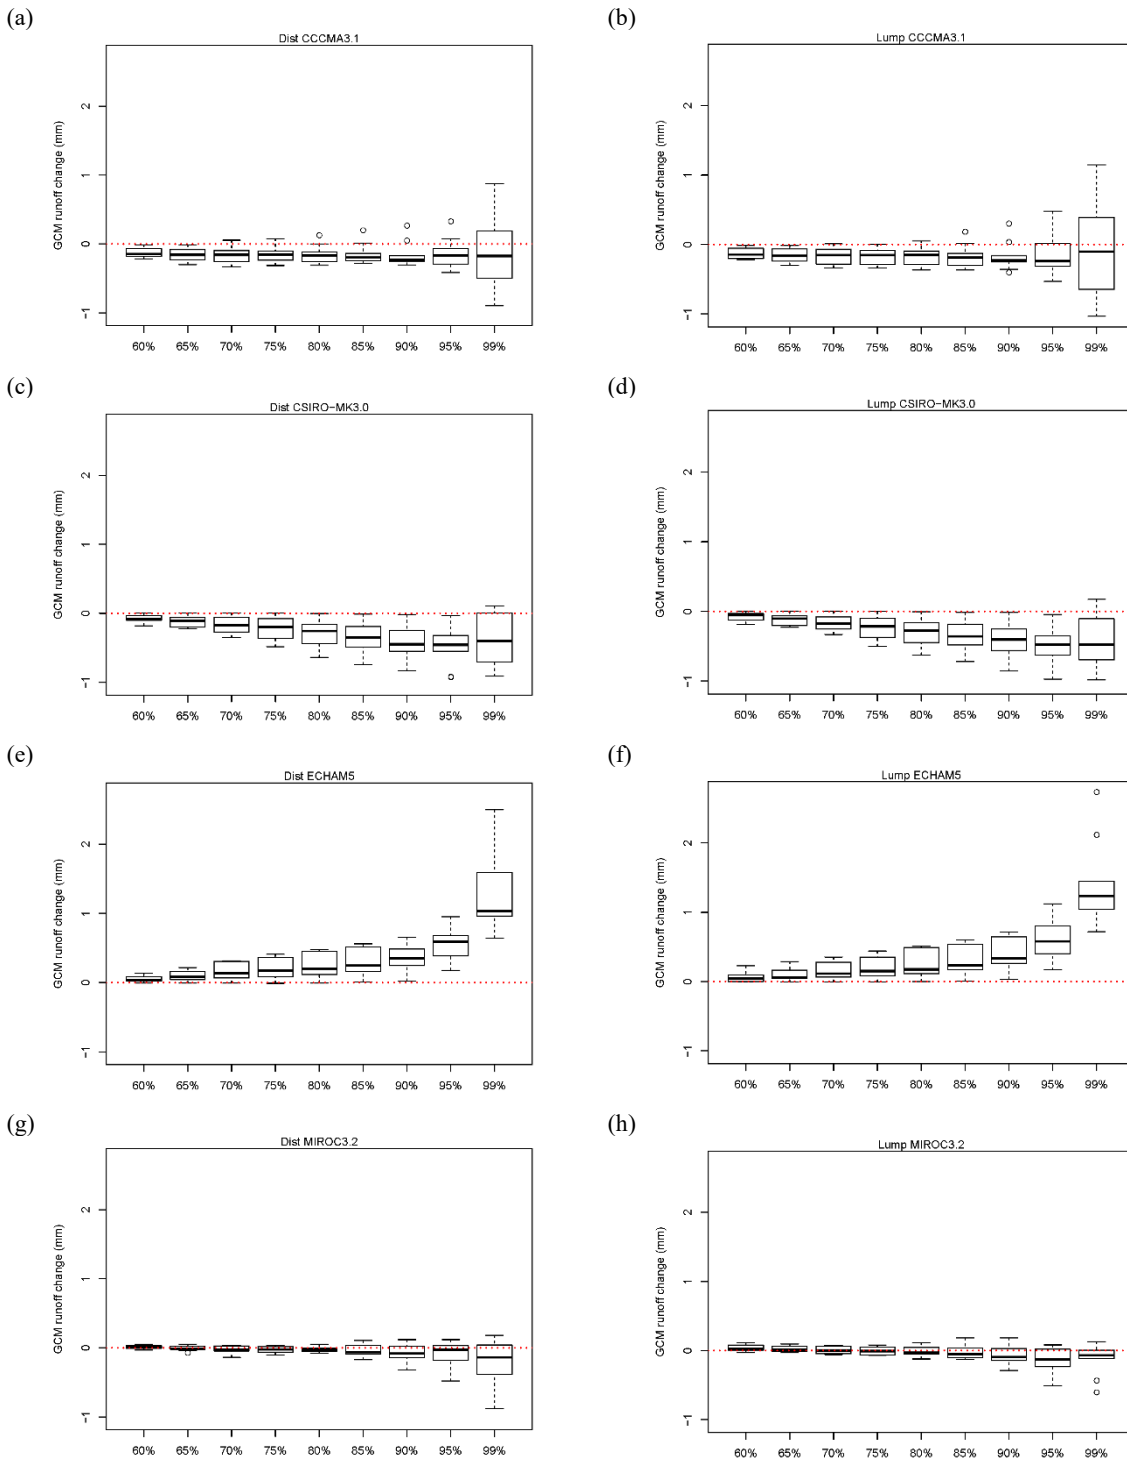 (a)
(b)
Dist CCCMA3.1
Lump CCCMA3.1
GCM runoff change (mm)
2
1
0
−1
60% 65% 70% 75% 80% 85% 90% 95% 99%
GCM runoff change (mm)
2
1
0
−1
60% 65% 70% 75% 80% 85% 90% 95% 99%
(c)
(d)
Dist CSIRO−MK3.0
Lump CSIRO−MK3.0
GCM runoff change (mm)
2
1
0
−1
60% 65% 70% 75% 80% 85% 90% 95% 99%
GCM runoff change (mm)
2
1
0
−1
60% 65% 70% 75% 80% 85% 90% 95% 99%
(e)
(f)
Dist ECHAM5
Lump ECHAM5
GCM runoff change (mm)
2
1
0
−1
60% 65% 70% 75% 80% 85% 90% 95% 99%
GCM runoff change (mm)
2
1
0
−1
60% 65% 70% 75% 80% 85% 90% 95% 99%
(g)
(h)
Dist MIROC3.2
Lump MIROC3.2
GCM runoff change (mm)
2
1
0
−1
60% 65% 70% 75% 80% 85% 90% 95% 99%
GCM runoff change (mm)
2
1
0
−1
60% 65% 70% 75% 80% 85% 90% 95% 99%